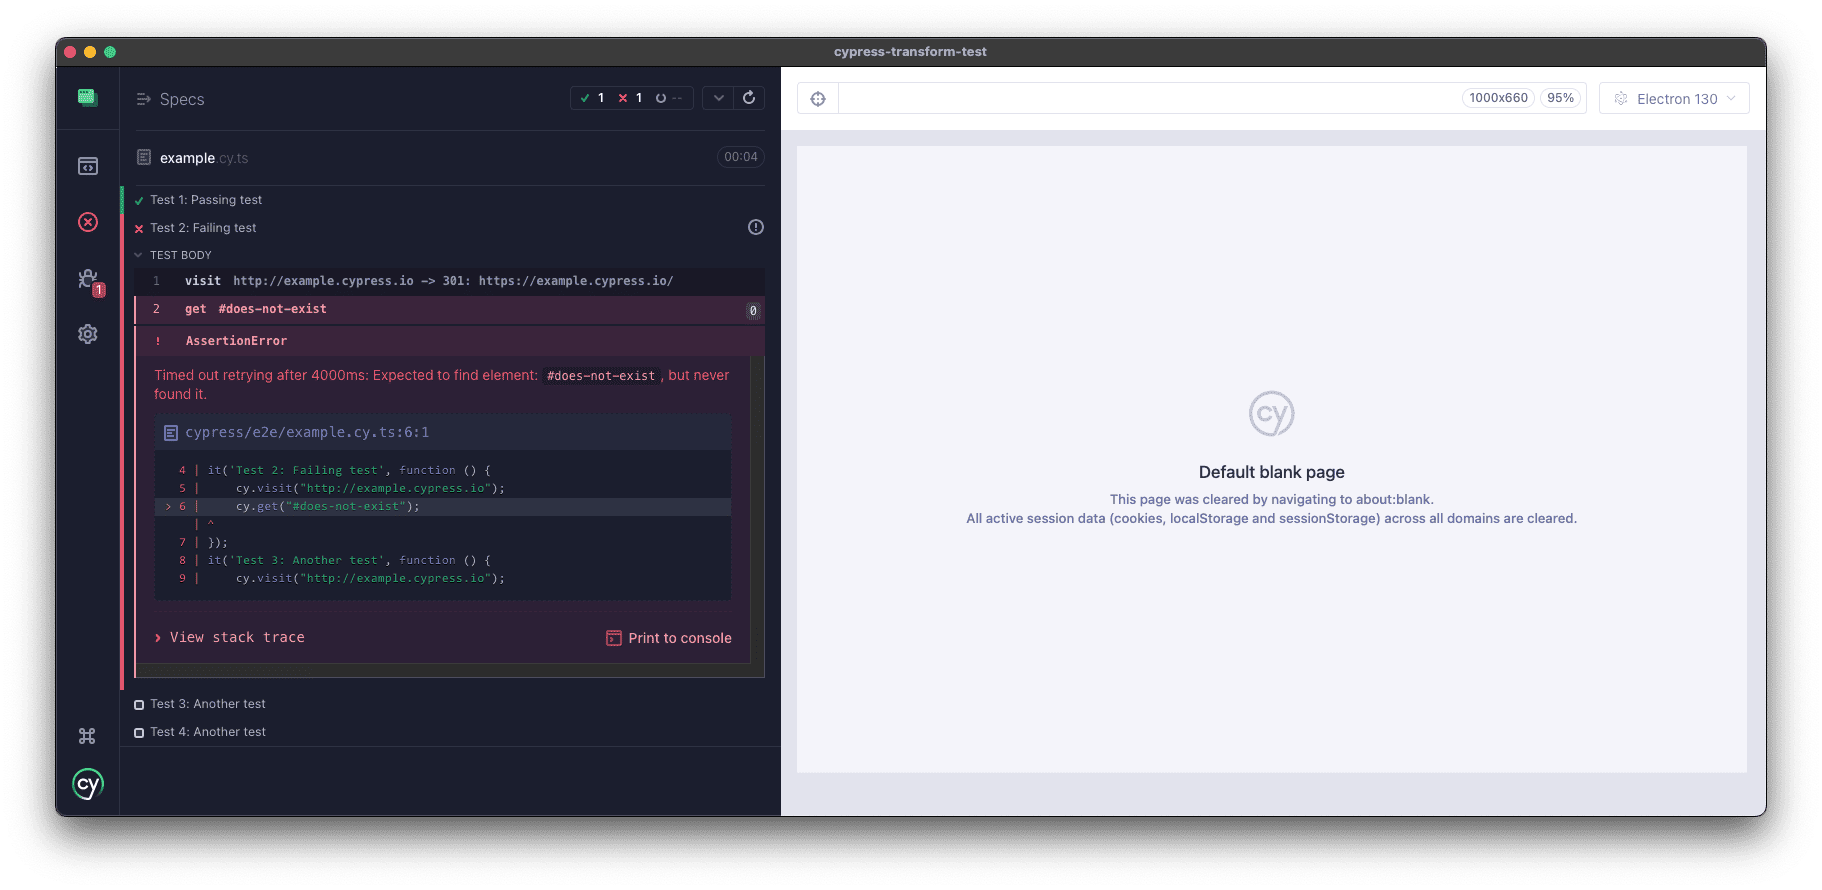 cypress-transform-test
Specs
1 1 --
example.cy.ts
00:04
Test 1: Passing test
Test 2: Failing test
TEST BODY
1 visit http://example.cypress.io -> 301: https://example.cypress.io/
2 get #does-not-exist 0
! AssertionError
Timed out retrying after 4000ms: Expected to find element: #does-not-exist, but never
found it.
cypress/e2e/example.cy.ts:6:1
4 | it('Test 2: Failing test', function () {
5 |     cy.visit("http://example.cypress.io");
> 6 |     cy.get("#does-not-exist");
| ^
7 | });
8 | it('Test 3: Another test', function () {
9 |     cy.visit("http://example.cypress.io");
View stack trace
Print to console
Test 3: Another test
Test 4: Another test
1
cy
1000x660 95%
Electron 130
cy
Default blank page
This page was cleared by navigating to about:blank.
All active session data (cookies, localStorage and sessionStorage) across all domains are cleared.